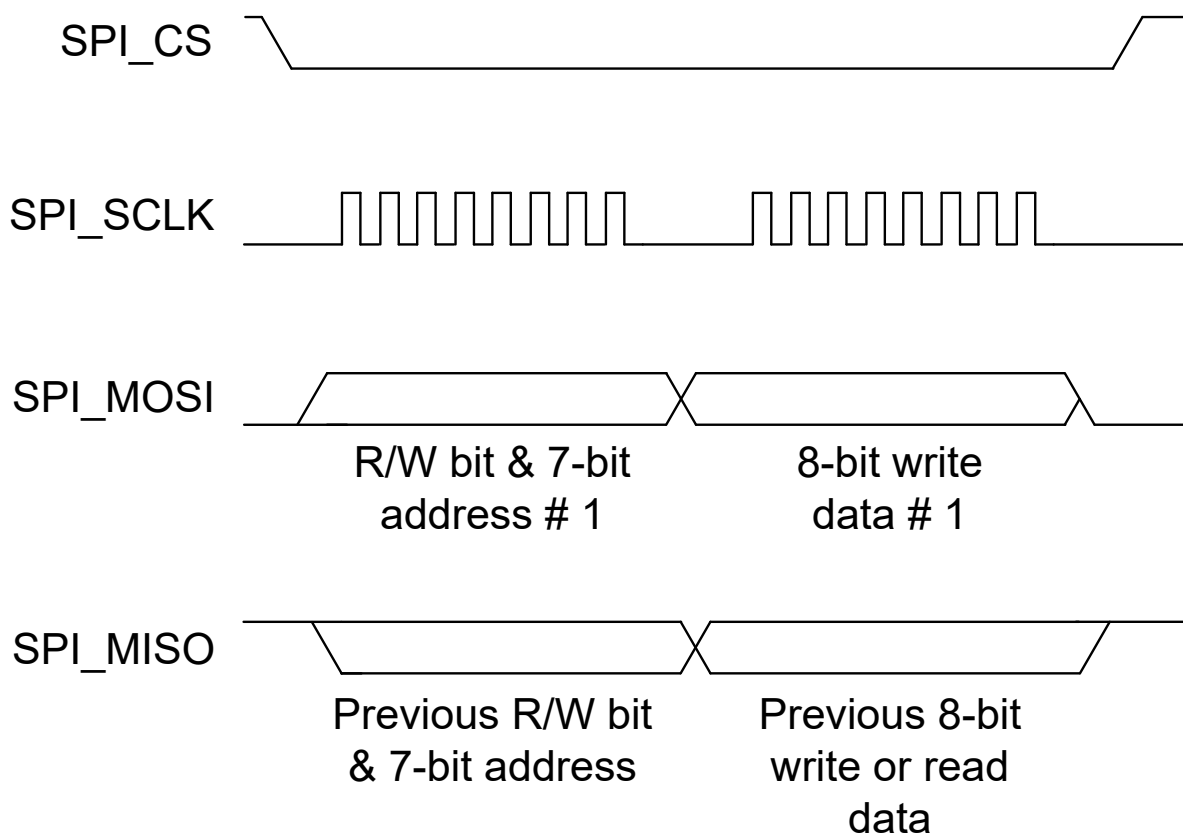 SPI_CS
SPI_SCLK
SPI_MOSI
R/W bit & 7-bit
address # 1
8-bit write
data # 1
SPI_MISO
Previous R/W bit
& 7-bit address
Previous 8-bit
write or read
data